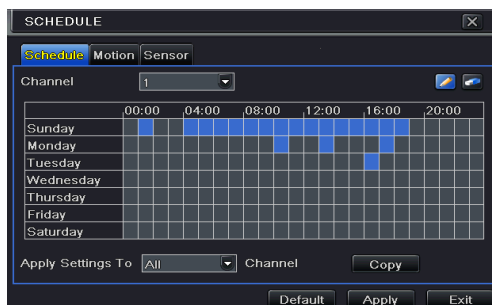 SCHEDULE
Schedule Motion Sensor
Channel 1
00:00 04:00 08:00 12:00 16:00 20:00
Sunday
Monday
Tuesday
Wednesday
Thursday
Friday
Saturday
Apply Settings To All Channel Copy
Default Apply Exit